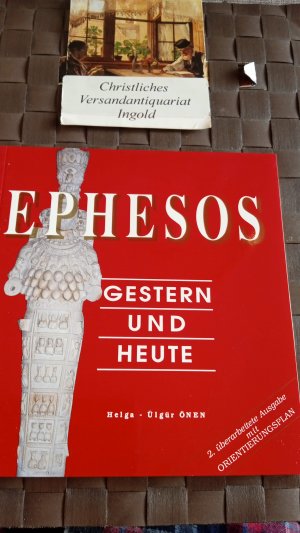 Christliches
Versandantiquariat
Ingold
EPHESOS
GESTERN
UND
HEUTE
Helga - Ülgür ÖNEN
2. überarbeitete Ausgabe
mit
ORIENTIERUNGSPLAN